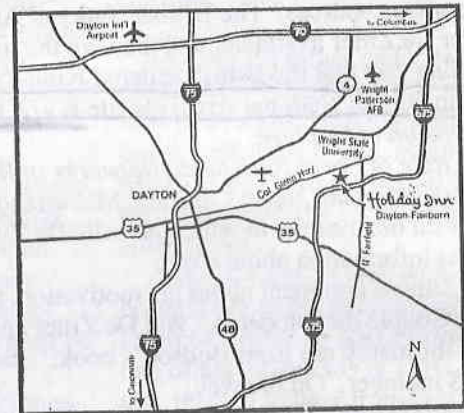 to Columbus
Dayton Int'l
Airport
70
75
4
675
Wright
Patterson
AFB
Wright State
University
Col. Glenn Hwy
DAYTON
Holiday Inn
Dayton-Fairborn
35
35
N. Fairfield
48
675
75
to Cincinnati
N